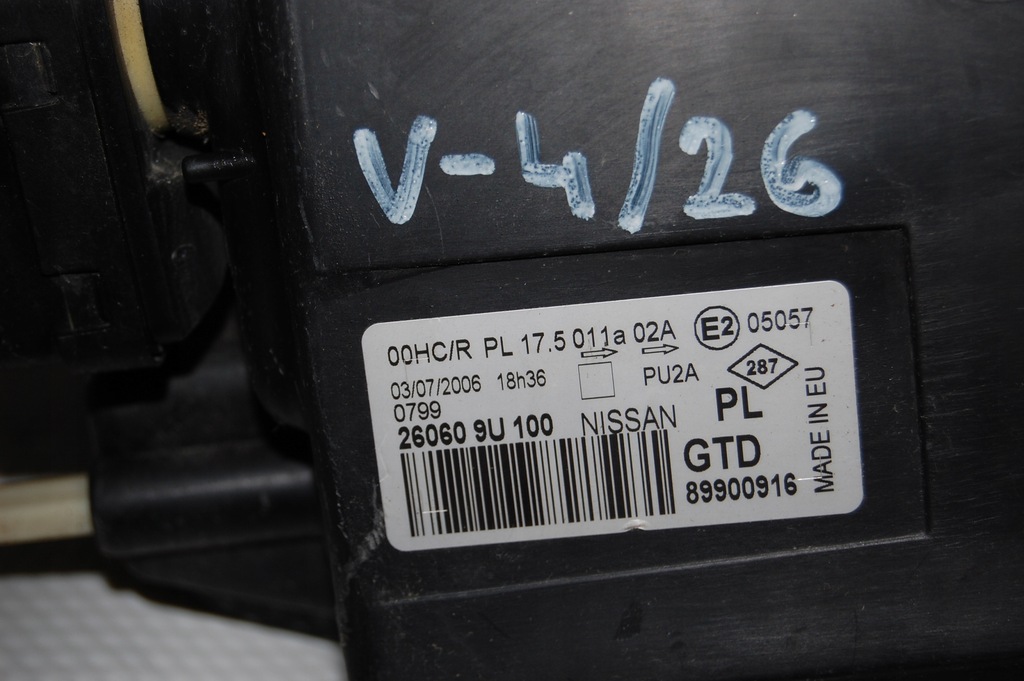 V-4/26
00HC/R PL 17.5 011a 02A E2 05057
03/07/2006 18h36 PU2A 287
0799
26060 9U 100 NISSAN PL
GTD
89900916
MADE IN EU